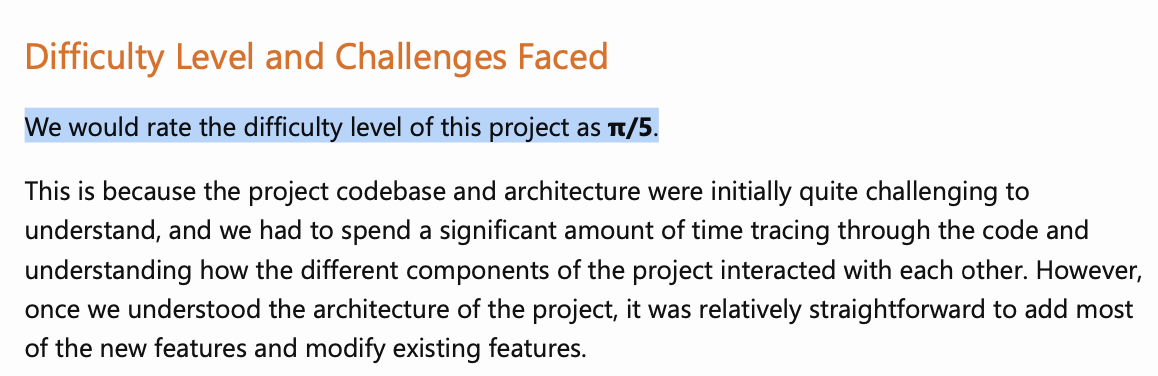 Difficulty Level and Challenges Faced
We would rate the difficulty level of this project as π/5.
This is because the project codebase and architecture were initially quite challenging to
understand, and we had to spend a significant amount of time tracing through the code and
understanding how the different components of the project interacted with each other. However,
once we understood the architecture of the project, it was relatively straightforward to add most
of the new features and modify existing features.